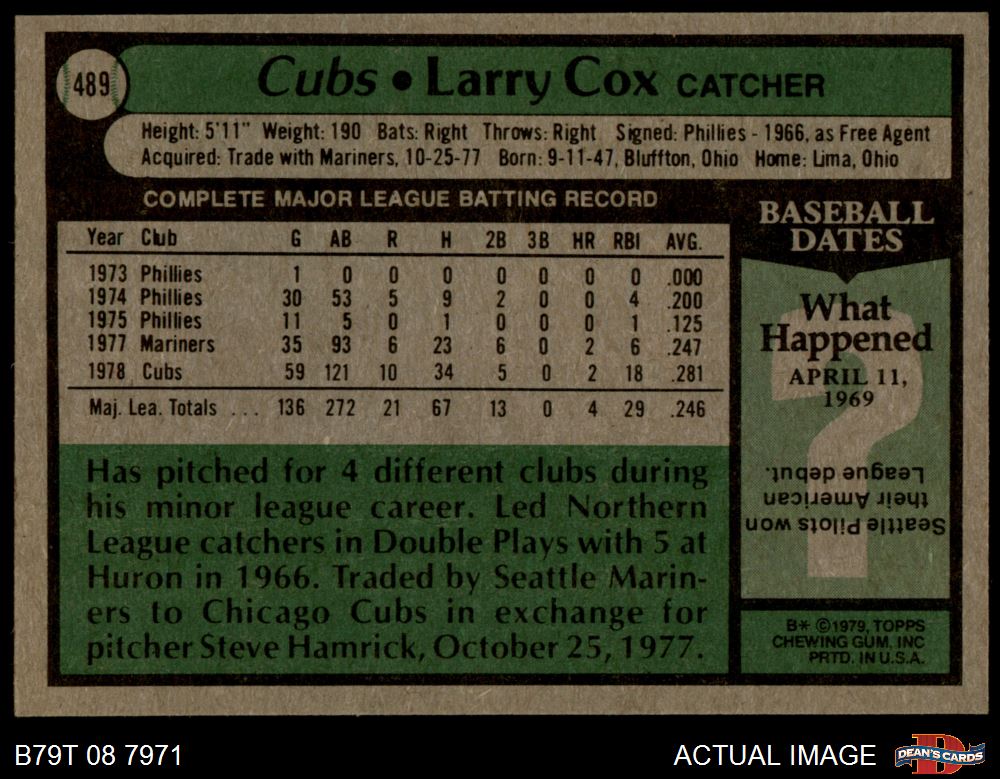 489
Cubs • Larry Cox CATCHER
Height: 5'11" Weight: 190 Bats: Right Throws: Right Signed: Phillies - 1966, as Free Agent
Acquired: Trade with Mariners, 10-25-77 Born: 9-11-47, Bluffton, Ohio Home: Lima, Ohio
COMPLETE MAJOR LEAGUE BATTING RECORD
Year Club G AB R H 2B 3B HR RBI AVG.
1973 Phillies 1 0 0 0 0 0 0 0 .000
1974 Phillies 30 53 5 9 2 0 0 4 .200
1975 Phillies 11 5 0 1 0 0 0 1 .125
1977 Mariners 35 93 6 23 6 0 2 6 .247
1978 Cubs 59 121 10 34 5 0 2 18 .281
Maj. Lea. Totals ... 136 272 21 67 13 0 4 29 .246
Has pitched for 4 different clubs during
his minor league career. Led Northern
League catchers in Double Plays with 5 at
Huron in 1966. Traded by Seattle Marin-
ers to Chicago Cubs in exchange for
pitcher Steve Hamrick, October 25, 1977.
BASEBALL
DATES
What
Happened
APRIL 11,
1969
?
Seattle Pilots won
their American
League debut.
B* ©1979, TOPPS
CHEWING GUM, INC
PRTD. IN U.S.A.
B79T 08 7971
ACTUAL IMAGE
D
DEAN'S CARDS